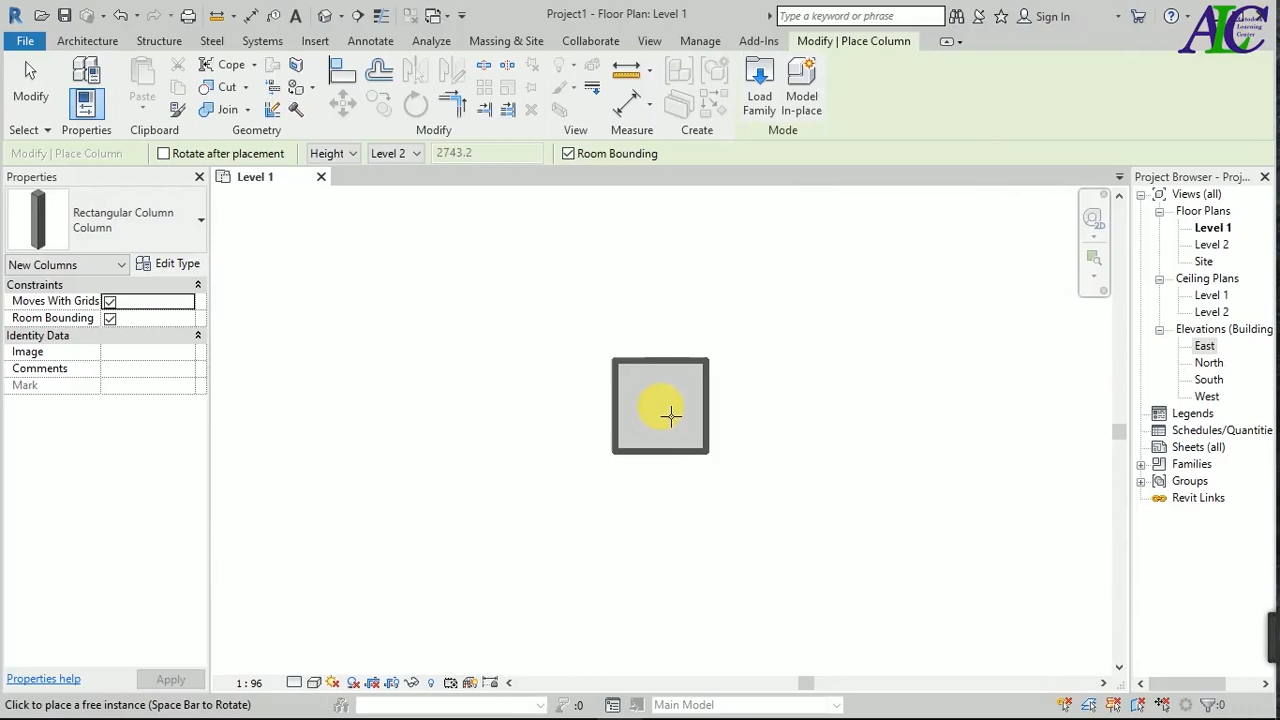 Project1 - Floor Plan: Level 1
Type a keyword or phrase
Sign In
ALC
Autodesk
Learning
Center
File
Architecture
Structure
Steel
Systems
Insert
Annotate
Analyze
Massing & Site
Collaborate
View
Manage
Add-Ins
Modify | Place Column
Modify
Paste
Cope
Cut
Join
Load
Family
Model
In-place
Select
Properties
Clipboard
Geometry
Modify
View
Measure
Create
Mode
Modify | Place Column
Rotate after placement
Height
Level 2
2743.2
Room Bounding
Properties
Rectangular Column
Column
New Columns
Edit Type
Constraints
Moves With Grids
Room Bounding
Identity Data
Image
Comments
Mark
Properties help
Apply
Level 1
2D
Project Browser - Proj...
Views (all)
Floor Plans
Level 1
Level 2
Site
Ceiling Plans
Level 1
Level 2
Elevations (Building
East
North
South
West
Legends
Schedules/Quantitie
Sheets (all)
Families
Groups
Revit Links
1 : 96
Click to place a free instance (Space Bar to Rotate)
:0
Main Model
:0